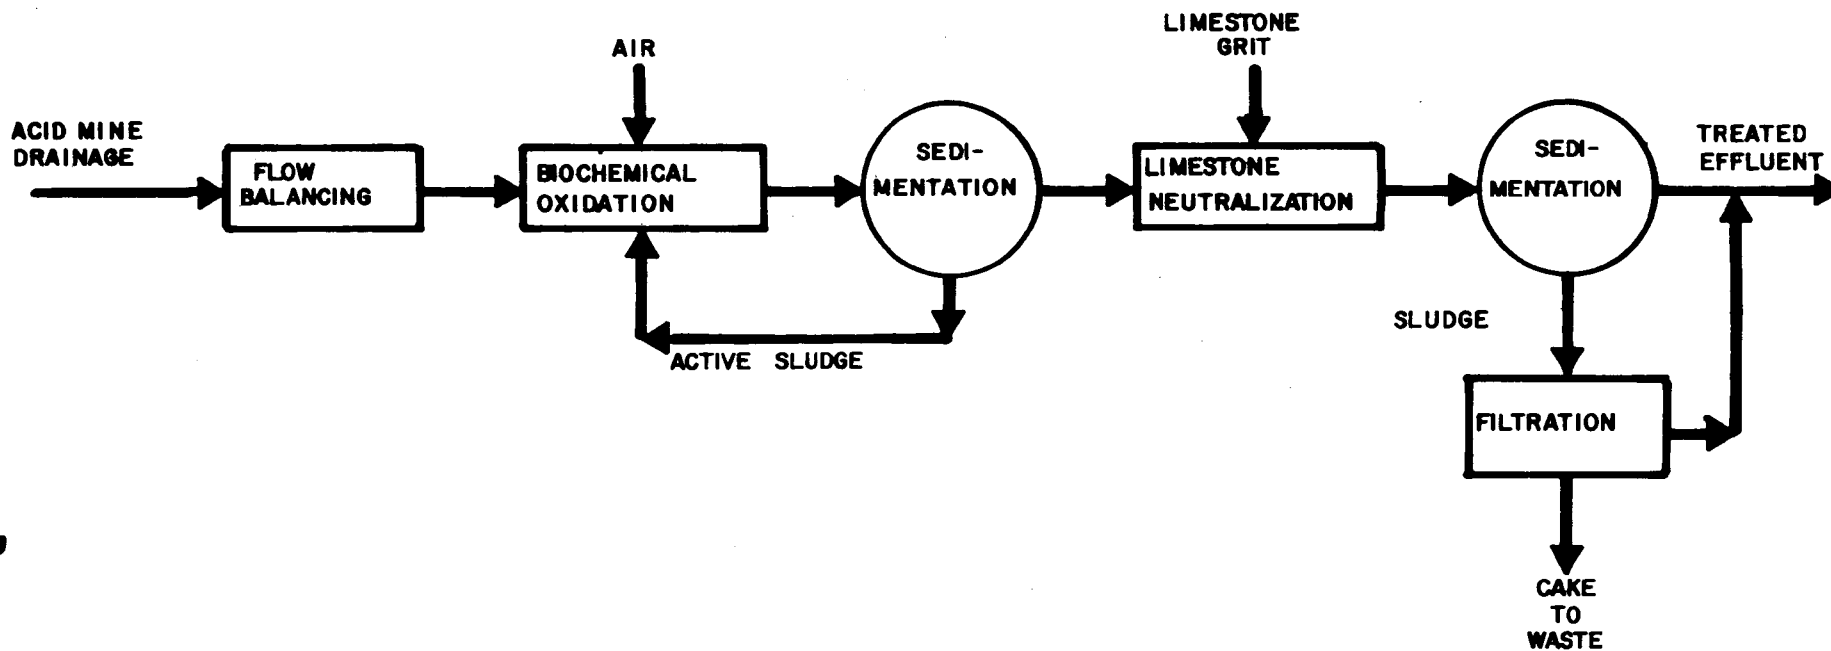 ACID MINE
DRAINAGE
FLOW
BALANCING
AIR
BIOCHEMICAL
OXIDATION
SEDI-
MENTATION
ACTIVE SLUDGE
LIMESTONE
GRIT
LIMESTONE
NEUTRALIZATION
SEDI-
MENTATION
TREATED
EFFLUENT
SLUDGE
FILTRATION
CAKE
TO
WASTE